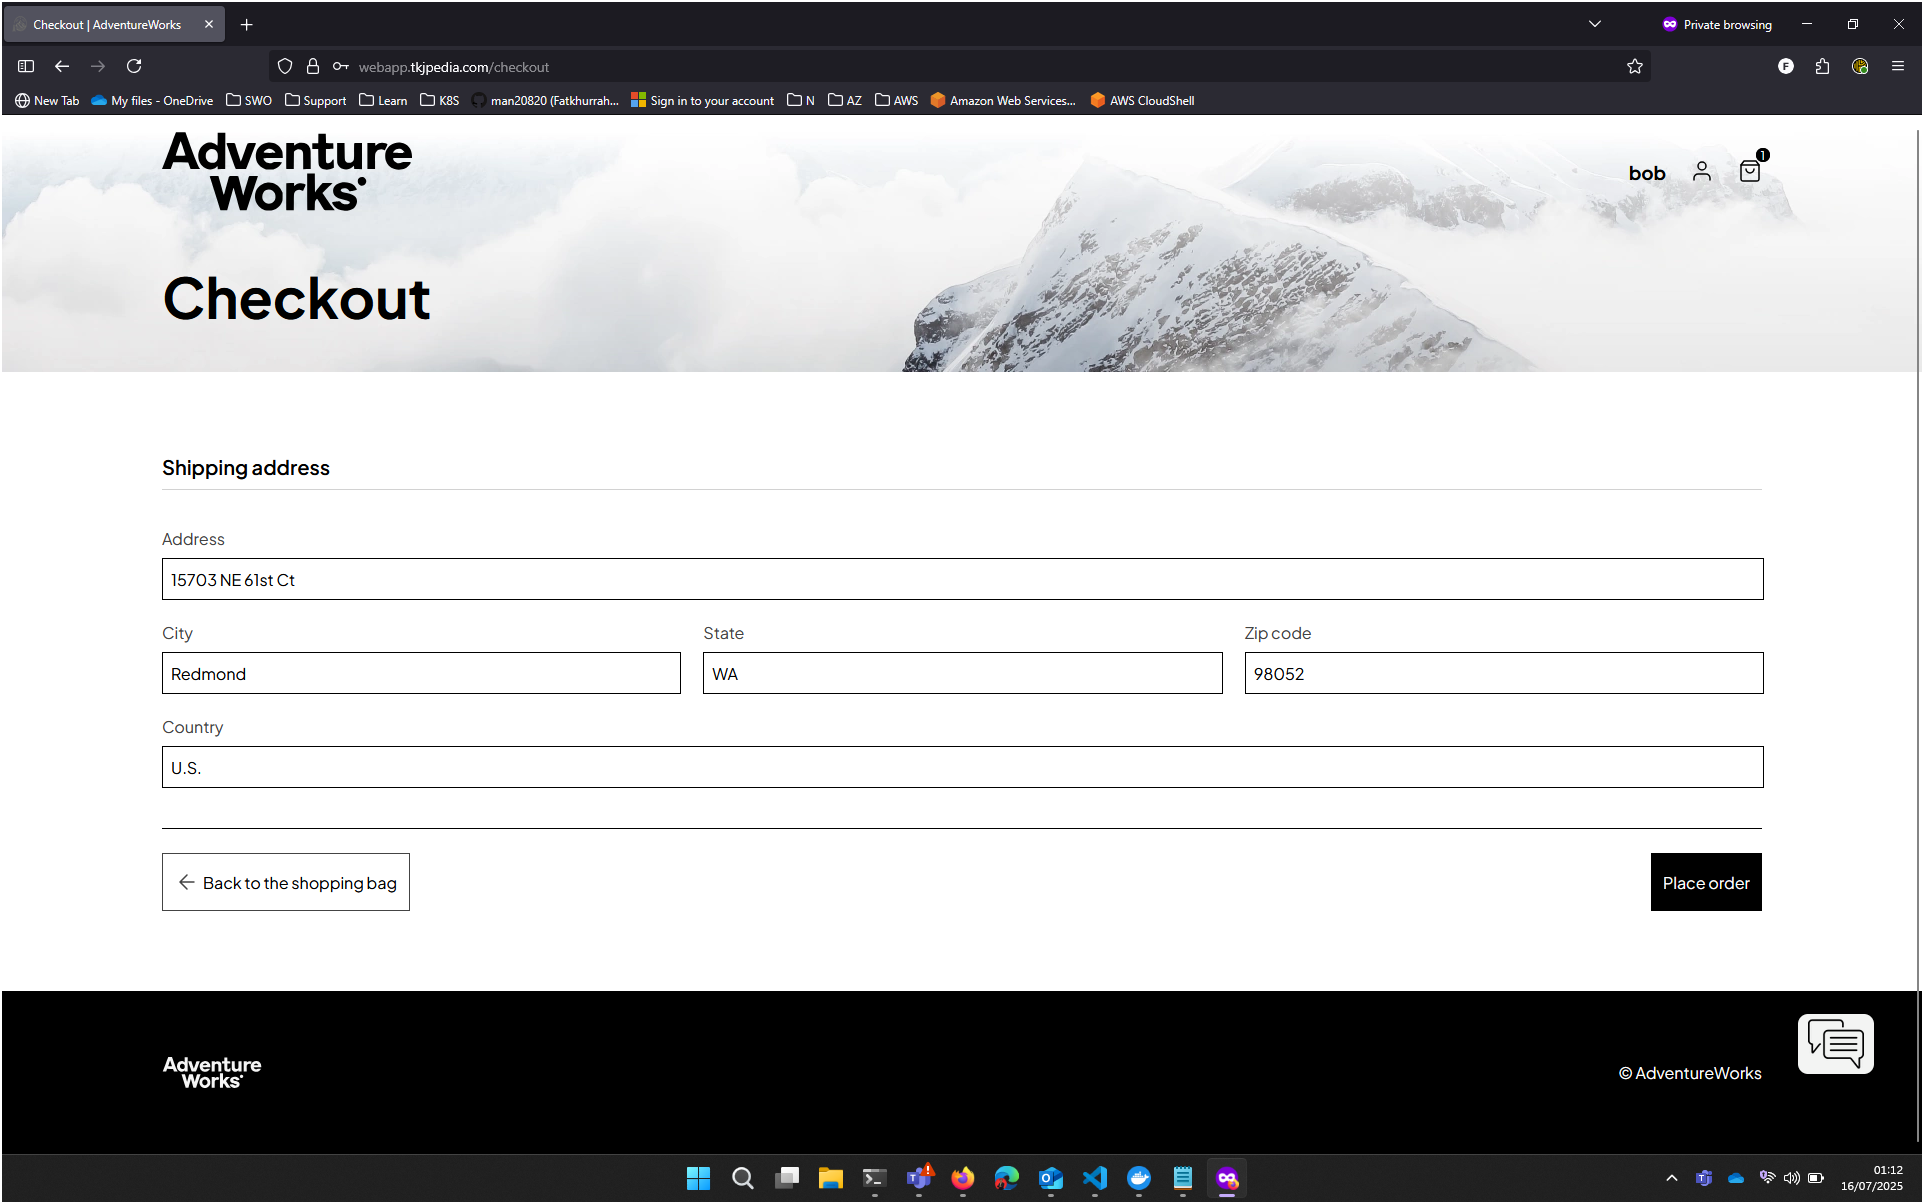 Checkout | AdventureWorks
Private browsing
webapp.tkjpedia.com/checkout
F
New Tab
My files - OneDrive
SWO
Support
Learn
K8S
man20820 (Fatkhurrah...
Sign in to your account
N
AZ
AWS
Amazon Web Services...
AWS CloudShell
Adventure
Works
bob
1
Checkout
Shipping address
Address
15703 NE 61st Ct
City
State
Zip code
Redmond
WA
98052
Country
U.S.
Back to the shopping bag
Place order
Adventure
Works
© AdventureWorks
01:12
16/07/2025